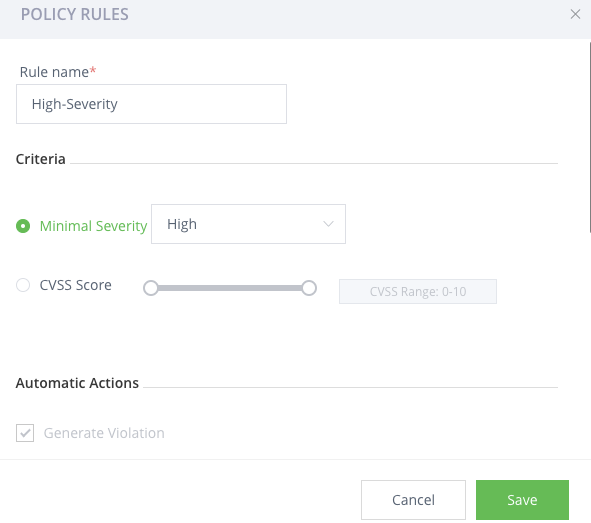 POLICY RULES
Rule name*
High-Severity
Criteria
Minimal Severity High
CVSS Score CVSS Range: 0-10
Automatic Actions
Generate Violation
Cancel Save